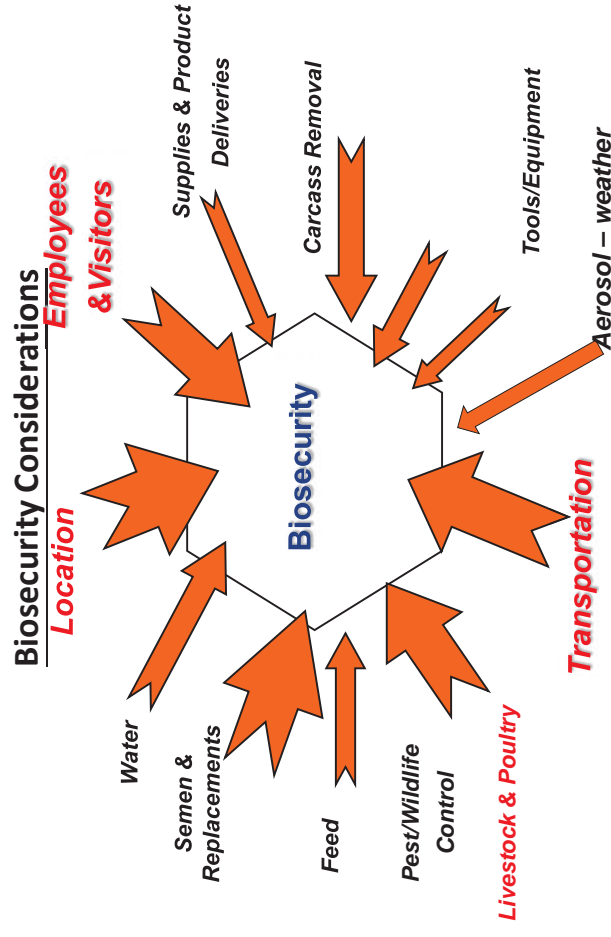 Biosecurity Considerations
Location
Employees
&Visitors
Water
Supplies & Product
Deliveries
Semen &
Replacements
Biosecurity
Carcass Removal
Feed
Pest/Wildlife
Control
Livestock & Poultry
Tools/Equipment
Transportation
Aerosol – weather